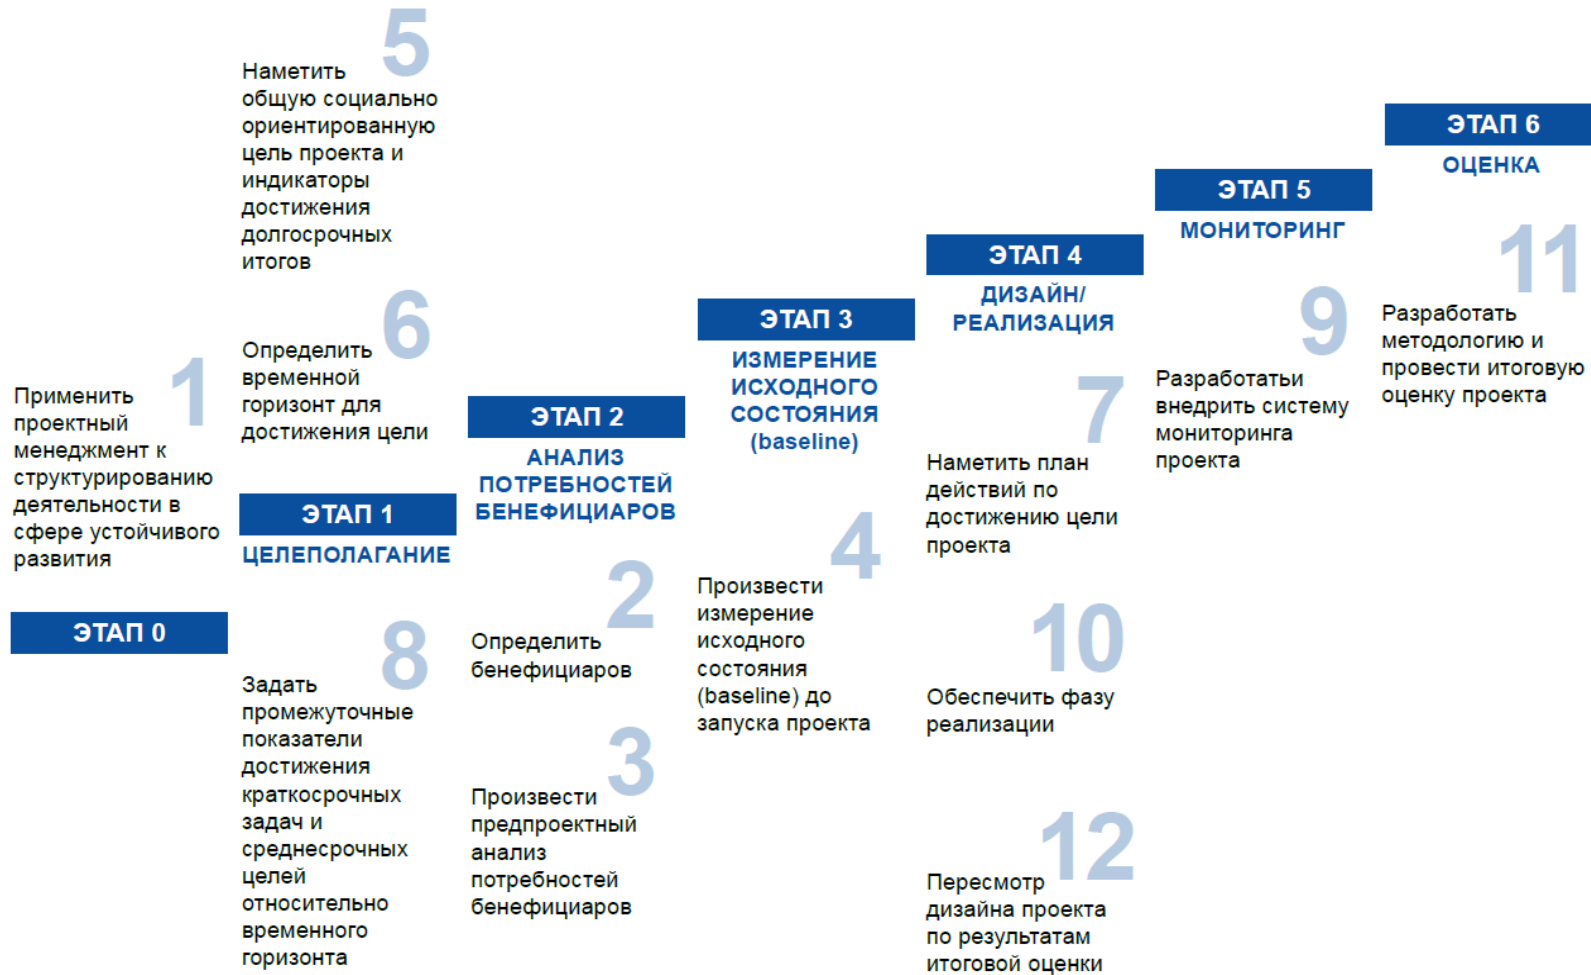 1
Применить
проектный
менеджмент к
структурированию
деятельности в
сфере устойчивого
развития
ЭТАП 0
5
Наметить
общую социально
ориентированную
цель проекта и
индикаторы
достижения
долгосрочных
итогов
6
Определить
временной
горизонт для
достижения цели
ЭТАП 1
ЦЕЛЕПОЛАГАНИЕ
8
Задать
промежуточные
показатели
достижения
краткосрочных
задач и
среднесрочных
целей
относительно
временного
горизонта
ЭТАП 2
АНАЛИЗ
ПОТРЕБНОСТЕЙ
БЕНЕФИЦИАРОВ
2
Определить
бенефициаров
3
Произвести
предпроектный
анализ
потребностей
бенефициаров
ЭТАП 3
ИЗМЕРЕНИЕ
ИСХОДНОГО
СОСТОЯНИЯ
(baseline)
4
Произвести
измерение
исходного
состояния
(baseline) до
запуска проекта
ЭТАП 4
ДИЗАЙН/
РЕАЛИЗАЦИЯ
7
Наметить план
действий по
достижению цели
проекта
10
Обеспечить фазу
реализации
12
Пересмотр
дизайна проекта
по результатам
итоговой оценки
ЭТАП 5
МОНИТОРИНГ
9
Разработатьи
внедрить систему
мониторинга
проекта
ЭТАП 6
ОЦЕНКА
11
Разработать
методологию и
провести итоговую
оценку проекта